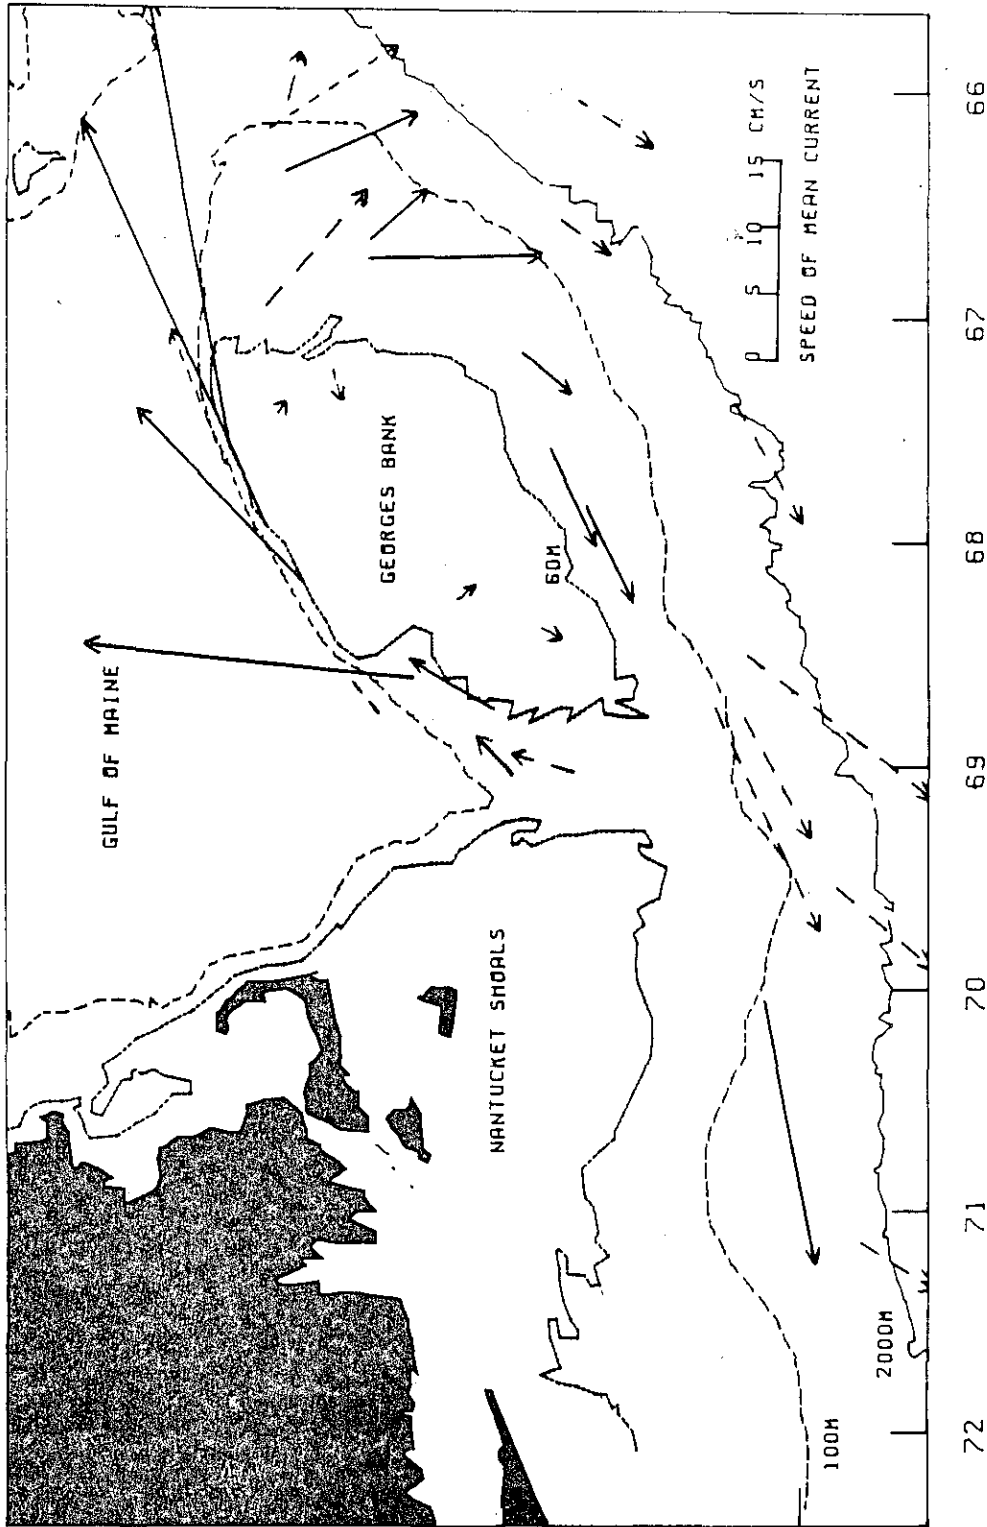 GULF OF MAINE
GEORGES BANK
60M
NANTUCKET SHOALS
0 5 10 15 CM/S
SPEED OF MEAN CURRENT
100M
2000M
72 71 70 69 68 67 66